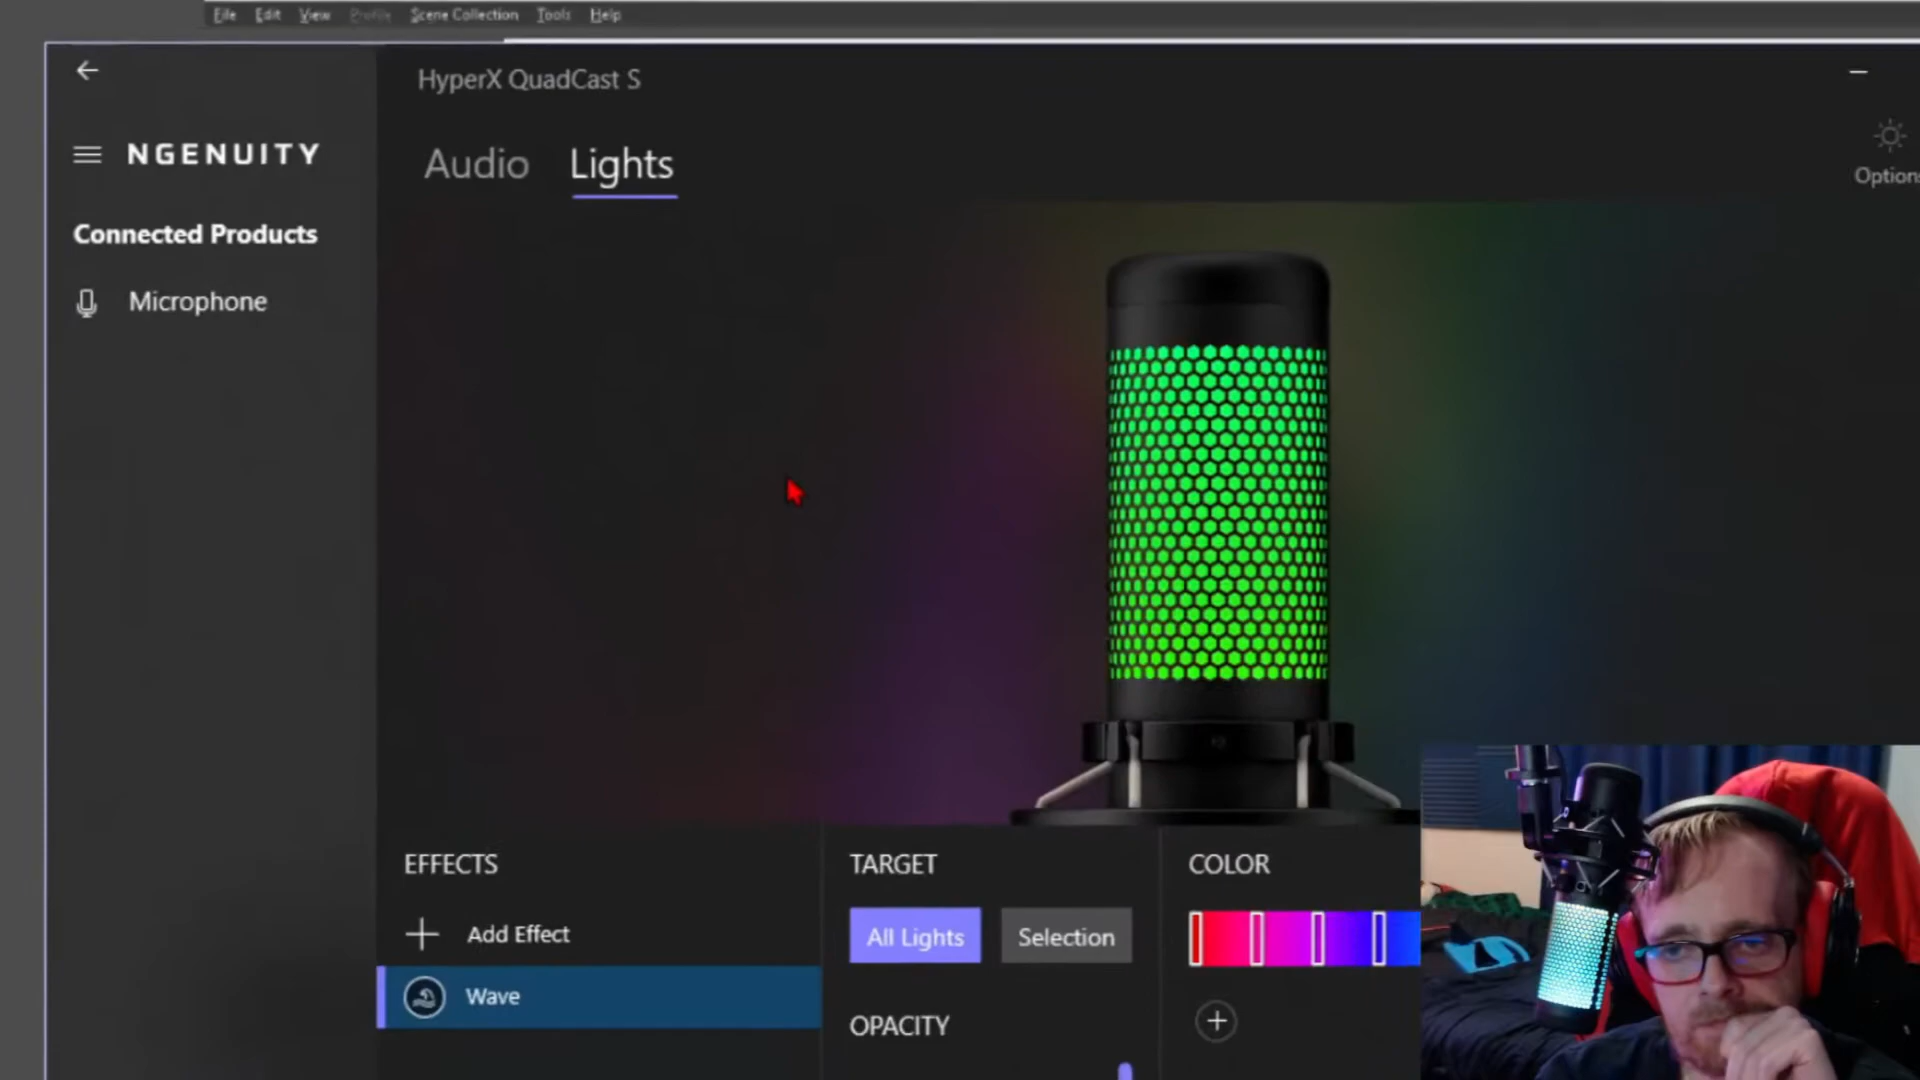 File Edit View Profile Scene Collection Tools Help
HyperX QuadCast S
NGENUITY
Audio Lights
Options
Connected Products
Microphone
EFFECTS
Add Effect
Wave
TARGET
All Lights Selection
OPACITY
COLOR